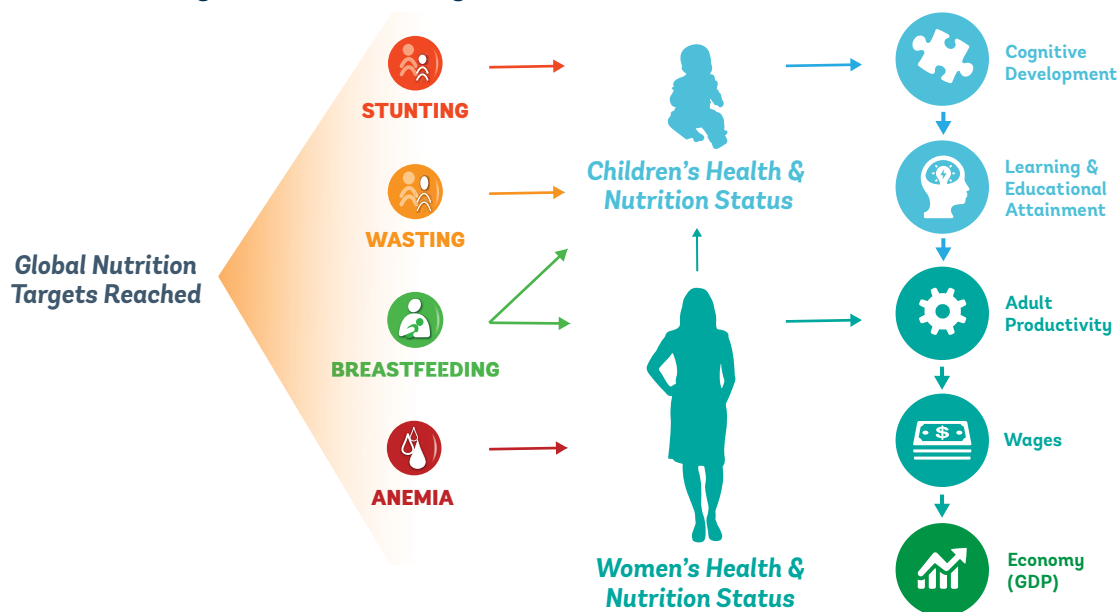 Global Nutrition
Targets Reached
STUNTING
WASTING
BREASTFEEDING
ANEMIA
Children's Health &
Nutrition Status
Women's Health &
Nutrition Status
Cognitive
Development
Learning &
Educational
Attainment
Adult
Productivity
$
Wages
Economy
(GDP)